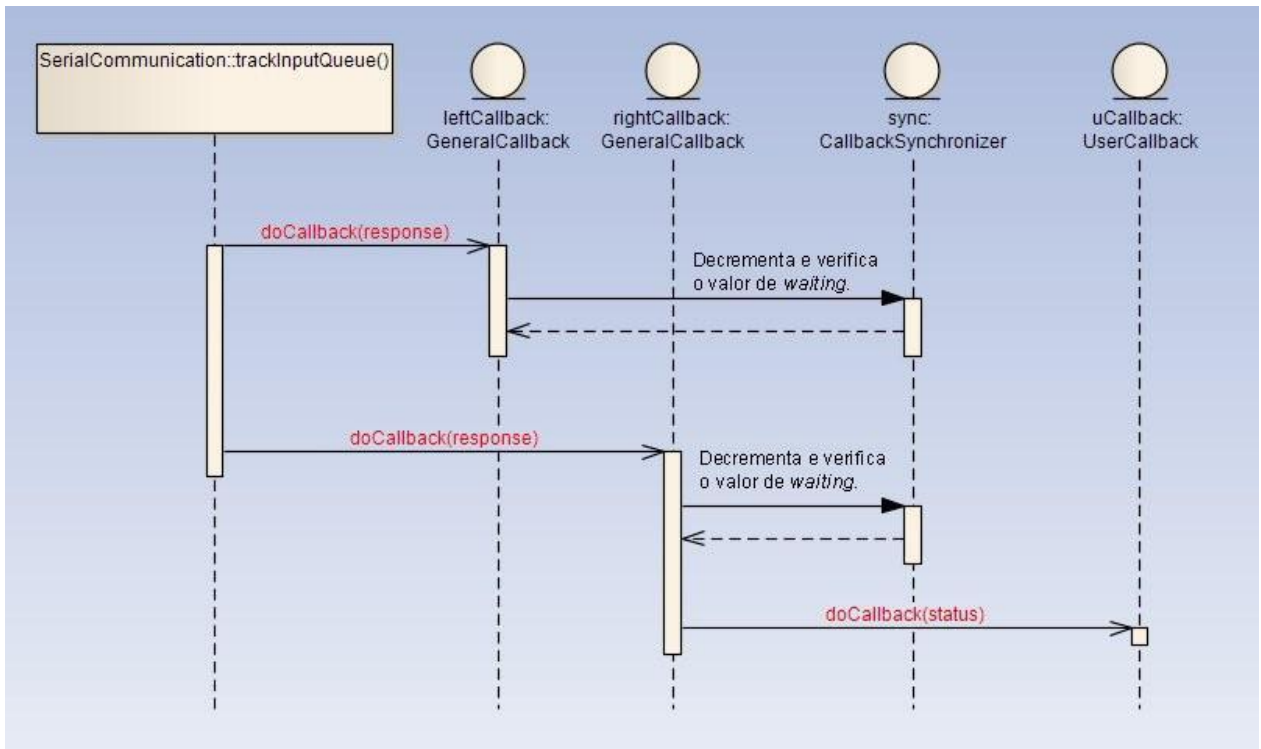 SerialCommunication::trackInputQueue()
leftCallback:
GeneralCallback
rightCallback:
GeneralCallback
sync:
CallbackSynchronizer
uCallback:
UserCallback
doCallback(response)
Decrementa e verifica
o valor de waiting.
doCallback(response)
Decrementa e verifica
o valor de waiting.
doCallback(status)